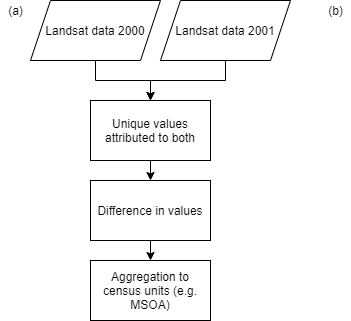 (a)
Landsat data 2000
Landsat data 2001
(b)
Unique values
attributed to both
Difference in values
Aggregation to
census units (e.g.
MSOA)